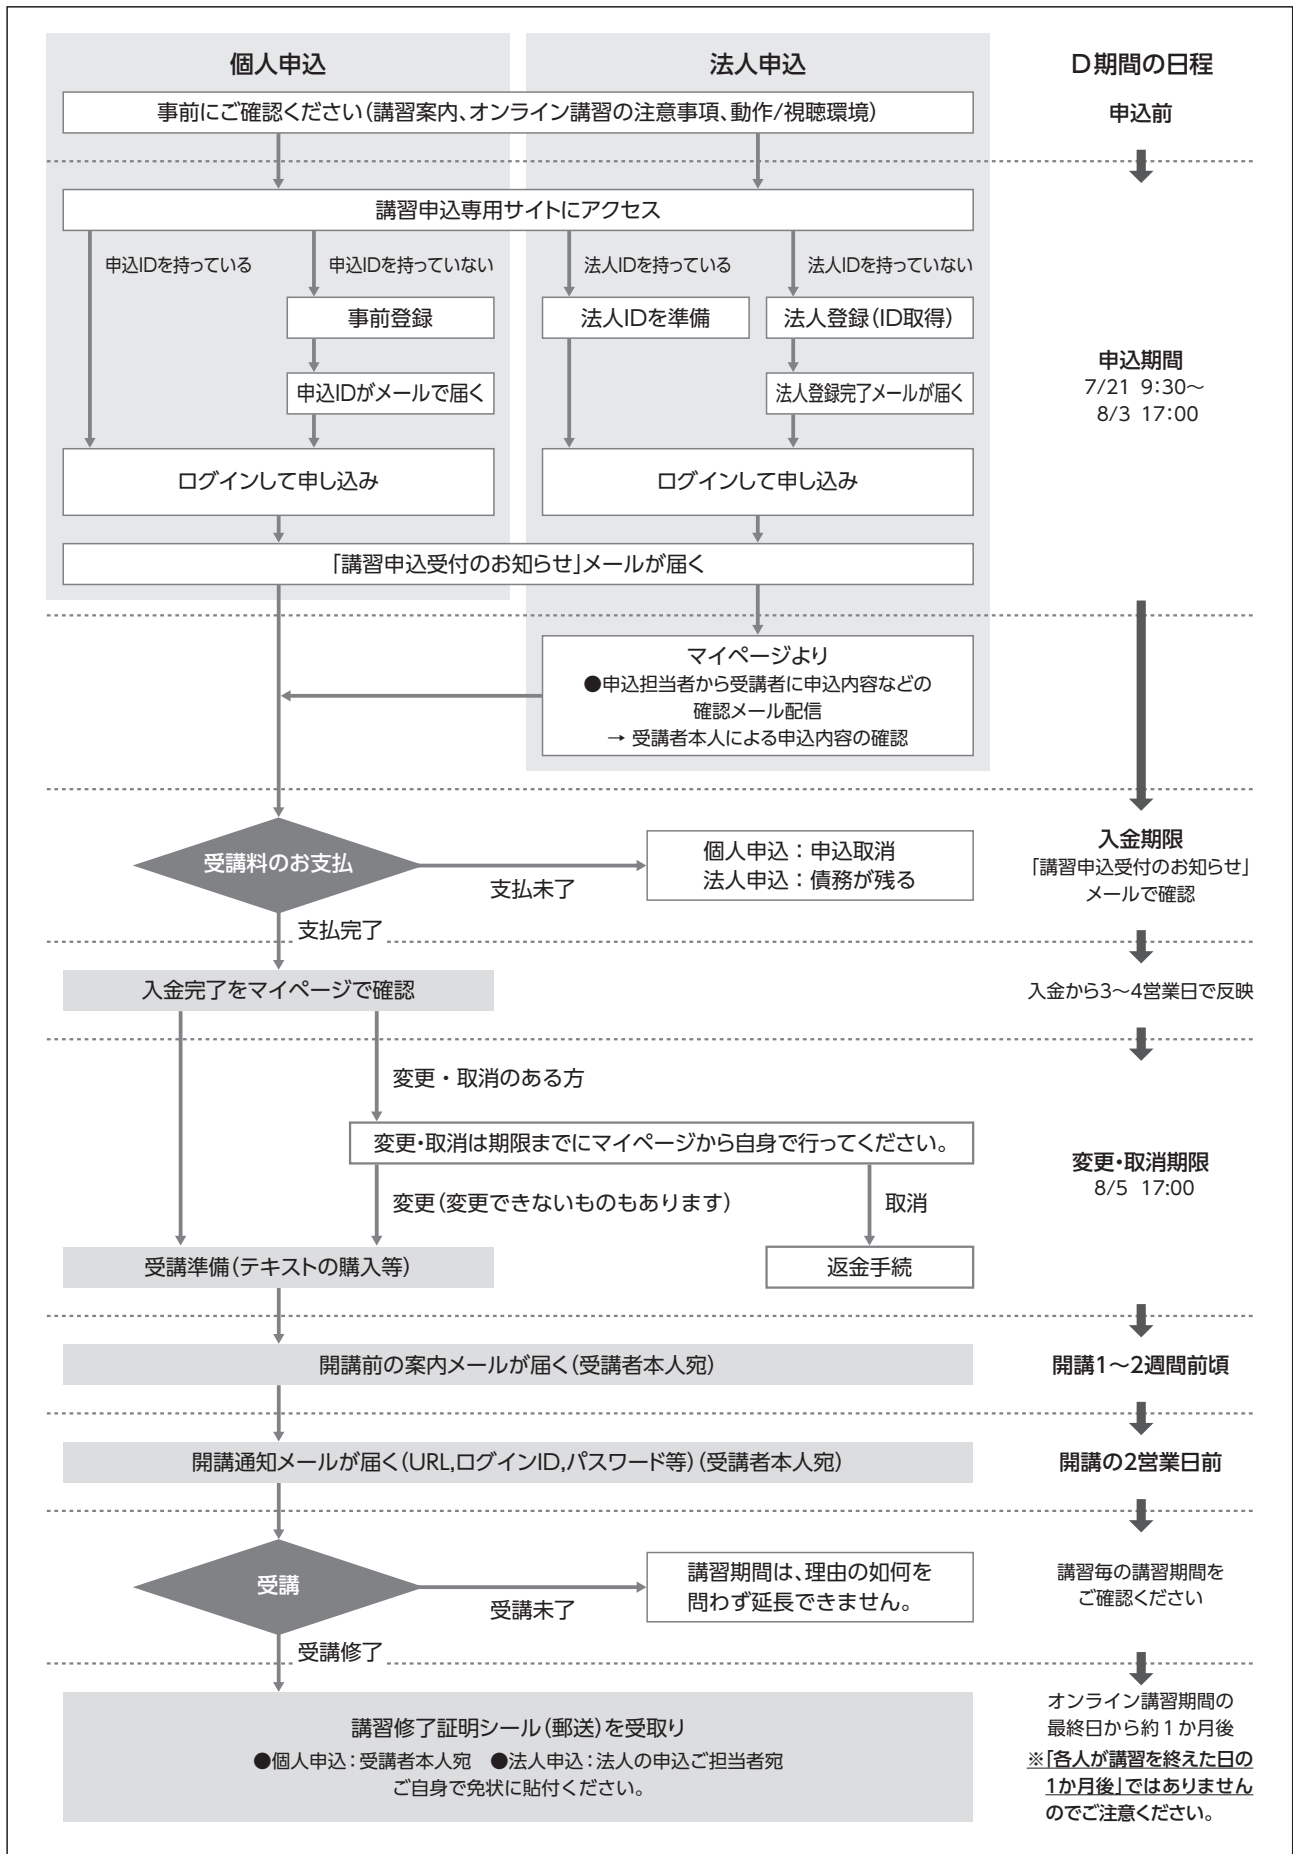 個人申込
法人申込
D期間の日程
事前にご確認ください(講習案内、オンライン講習の注意事項、動作/視聴環境)
申込前
講習申込専用サイトにアクセス
申込IDを持っている
申込IDを持っていない
法人IDを持っている
法人IDを持っていない
事前登録
法人IDを準備
法人登録(ID取得)
申込IDがメールで届く
法人登録完了メールが届く
申込期間
7/21 9:30〜
8/3 17:00
ログインして申し込み
ログインして申し込み
「講習申込受付のお知らせ」メールが届く
マイページより
●申込担当者から受講者に申込内容などの
確認メール配信
→ 受講者本人による申込内容の確認
受講料のお支払
支払未了
個人申込：申込取消
法人申込：債務が残る
入金期限
「講習申込受付のお知らせ」
メールで確認
支払完了
入金完了をマイページで確認
入金から3〜4営業日で反映
変更・取消のある方
変更・取消は期限までにマイページから自身で行ってください。
変更・取消期限
8/5 17:00
変更(変更できないものもあります)
取消
受講準備(テキストの購入等)
返金手続
開講前の案内メールが届く(受講者本人宛)
開講1〜2週間前頃
開講通知メールが届く(URL,ログインID,パスワード等)(受講者本人宛)
開講の2営業日前
受講
受講未了
講習期間は、理由の如何を
問わず延長できません。
講習毎の講習期間を
ご確認ください
受講修了
講習修了証明シール(郵送)を受取り
●個人申込：受講者本人宛 ●法人申込：法人の申込ご担当者宛
ご自身で免状に貼付ください。
オンライン講習期間の
最終日から約1か月後
※「各人が講習を終えた日の
1か月後」ではありません
のでご注意ください。